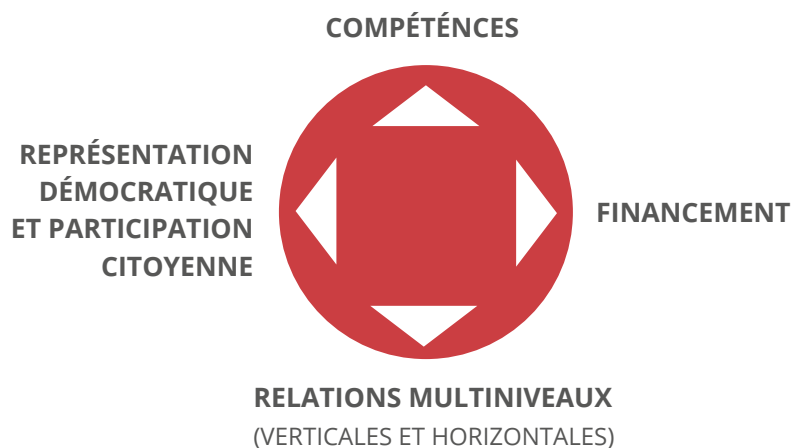 COMPÉTÉNCES
REPRÉSENTATION
DÉMOCRATIQUE
ET PARTICIPATION
CITOYENNE
FINANCEMENT
RELATIONS MULTINIVEAUX
(VERTICALES ET HORIZONTALES)